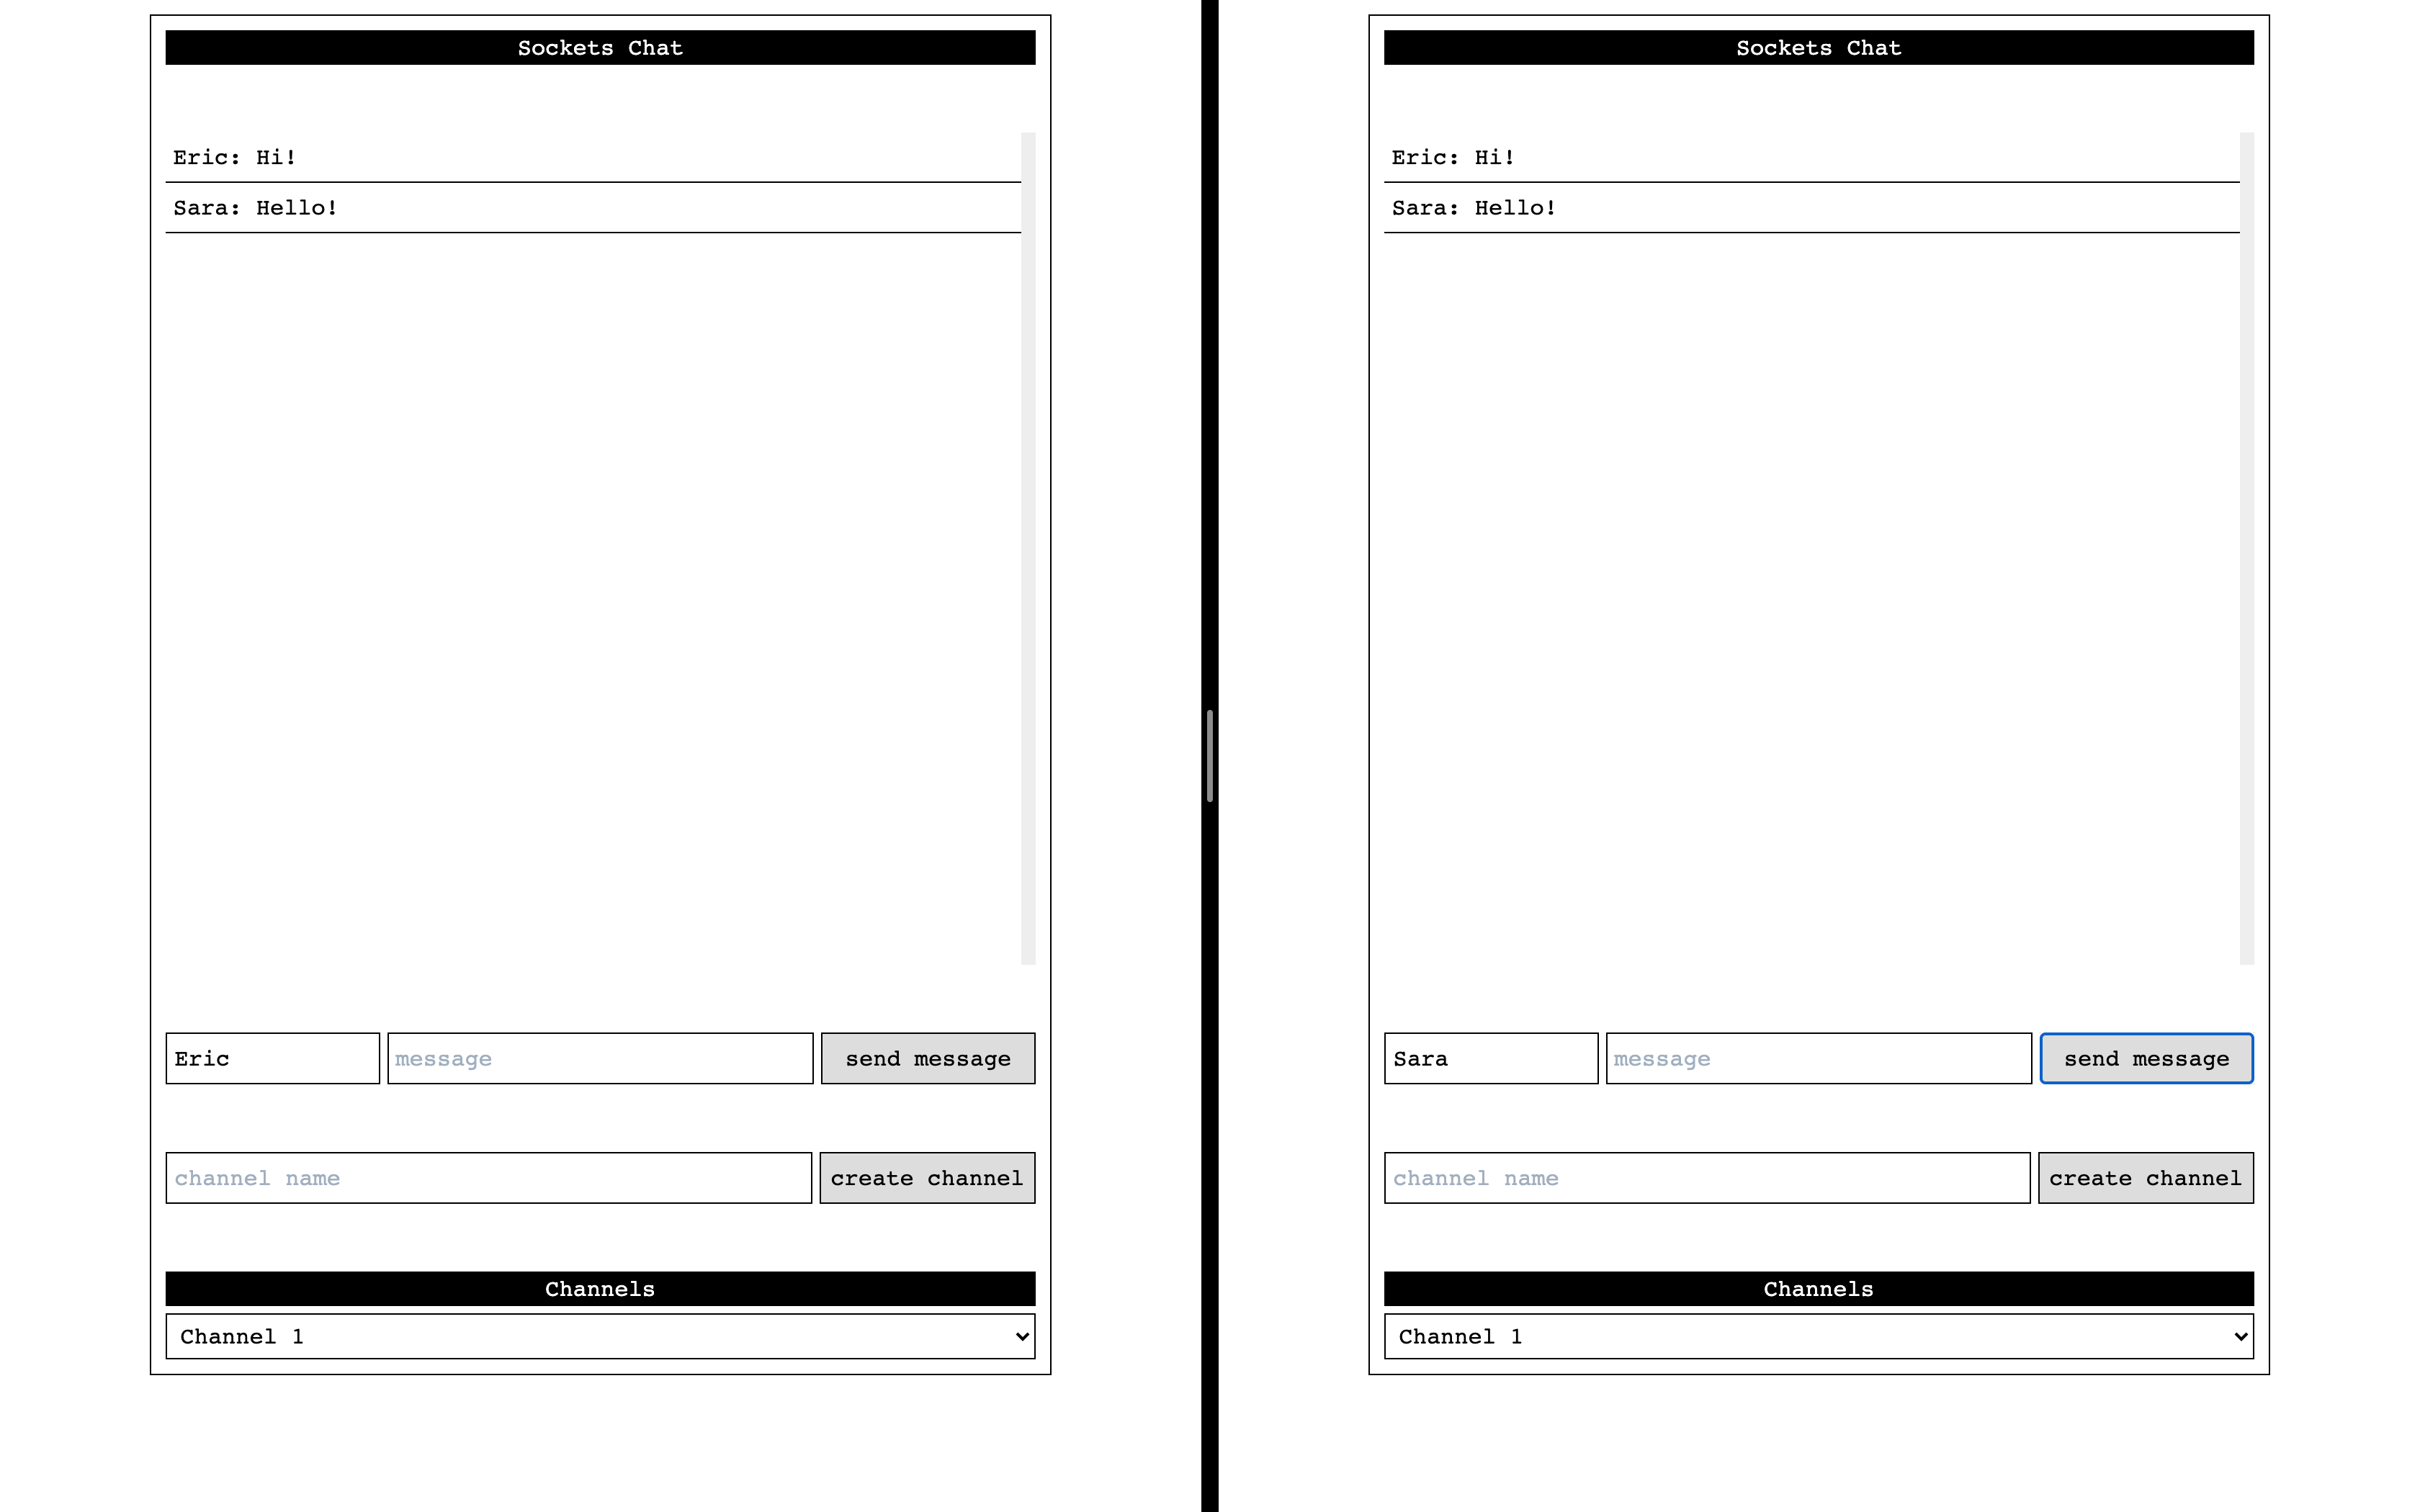 Sockets Chat
Eric: Hi!
Sara: Hello!
Eric
message
send message
channel name
create channel
Channels
Channel 1
Sockets Chat
Eric: Hi!
Sara: Hello!
Sara
message
send message
channel name
create channel
Channels
Channel 1